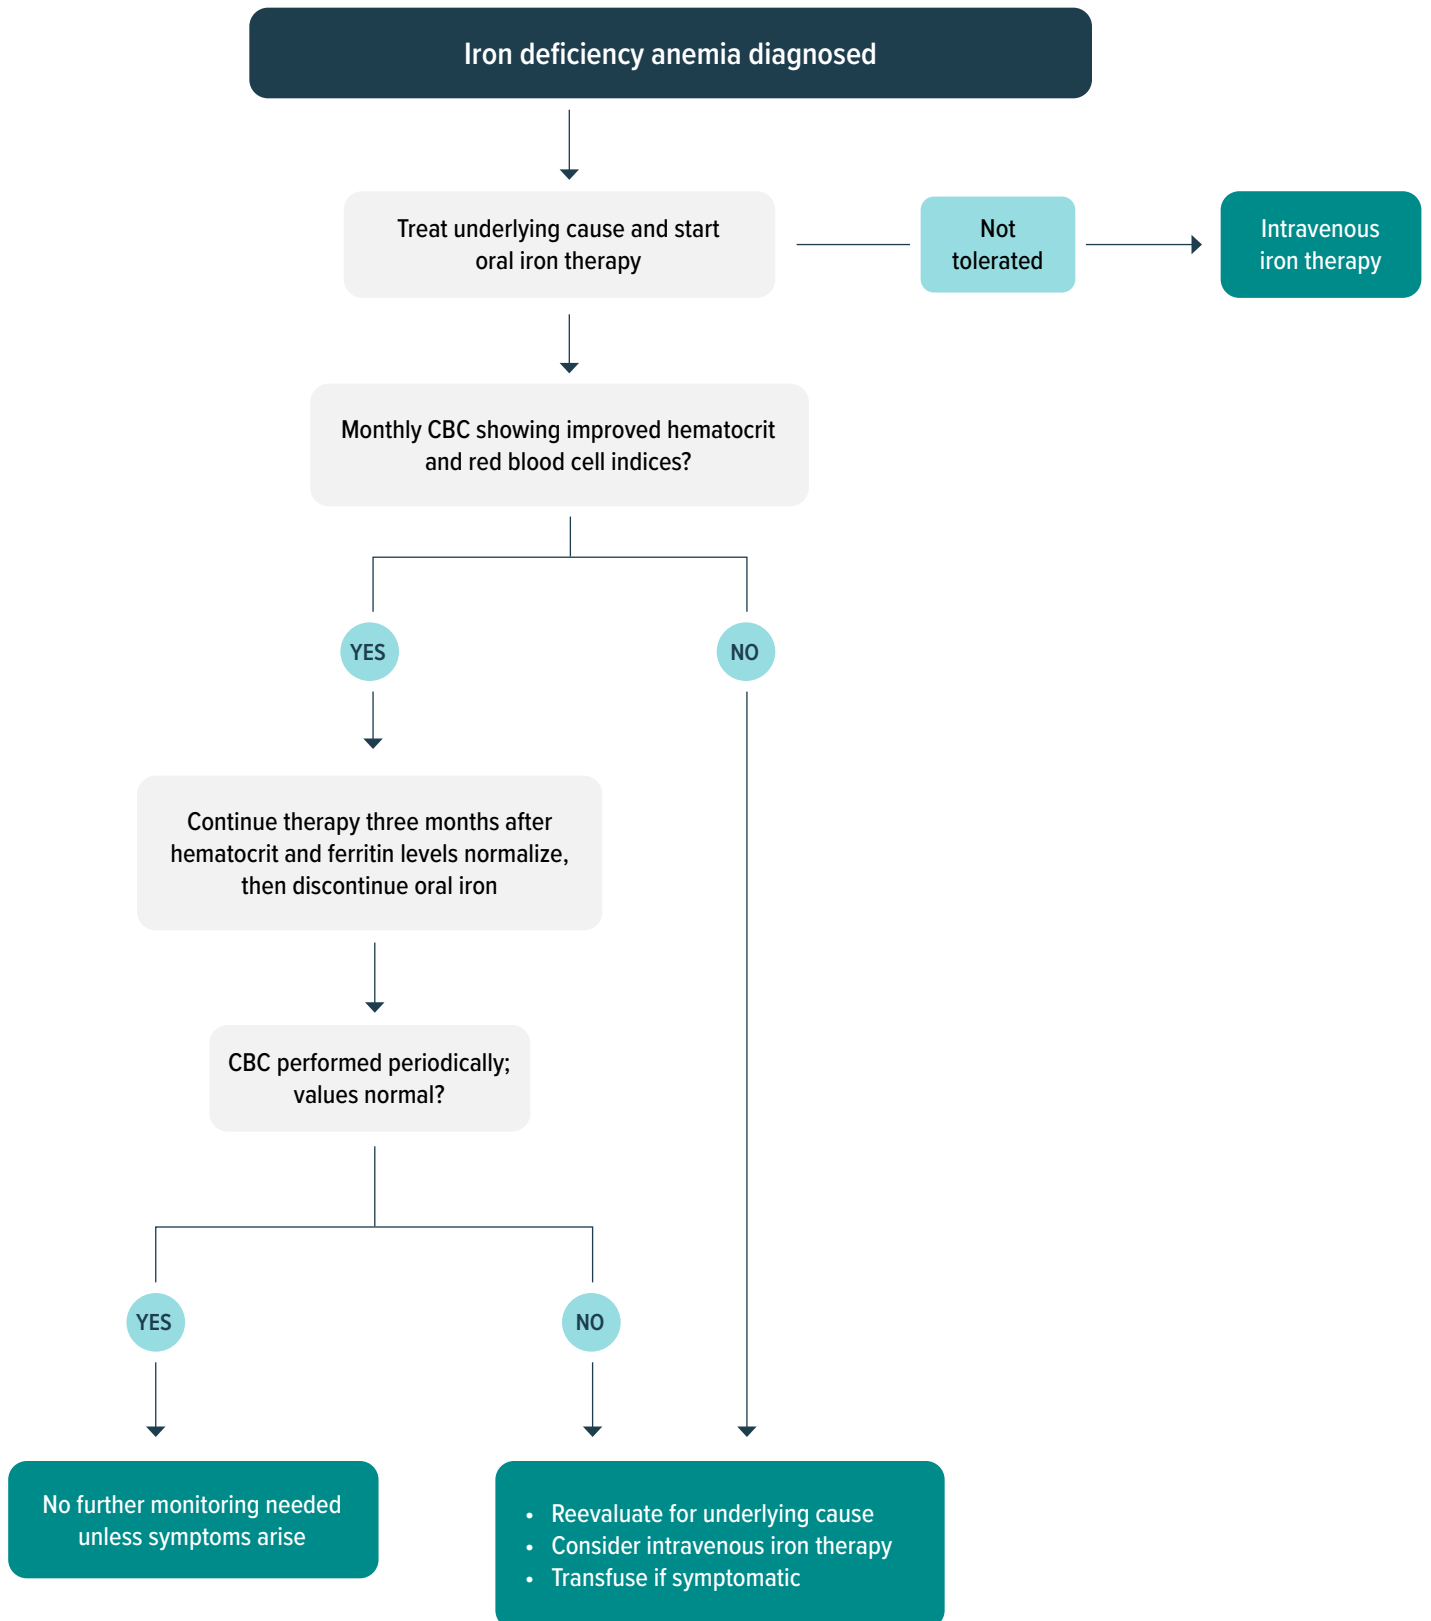 Iron deficiency anemia diagnosed
Treat underlying cause and start
oral iron therapy
Not
tolerated
Intravenous
iron therapy
Monthly CBC showing improved hematocrit
and red blood cell indices?
YES
NO
Continue therapy three months after
hematocrit and ferritin levels normalize,
then discontinue oral iron
CBC performed periodically;
values normal?
YES
NO
No further monitoring needed
unless symptoms arise
• Reevaluate for underlying cause
• Consider intravenous iron therapy
• Transfuse if symptomatic